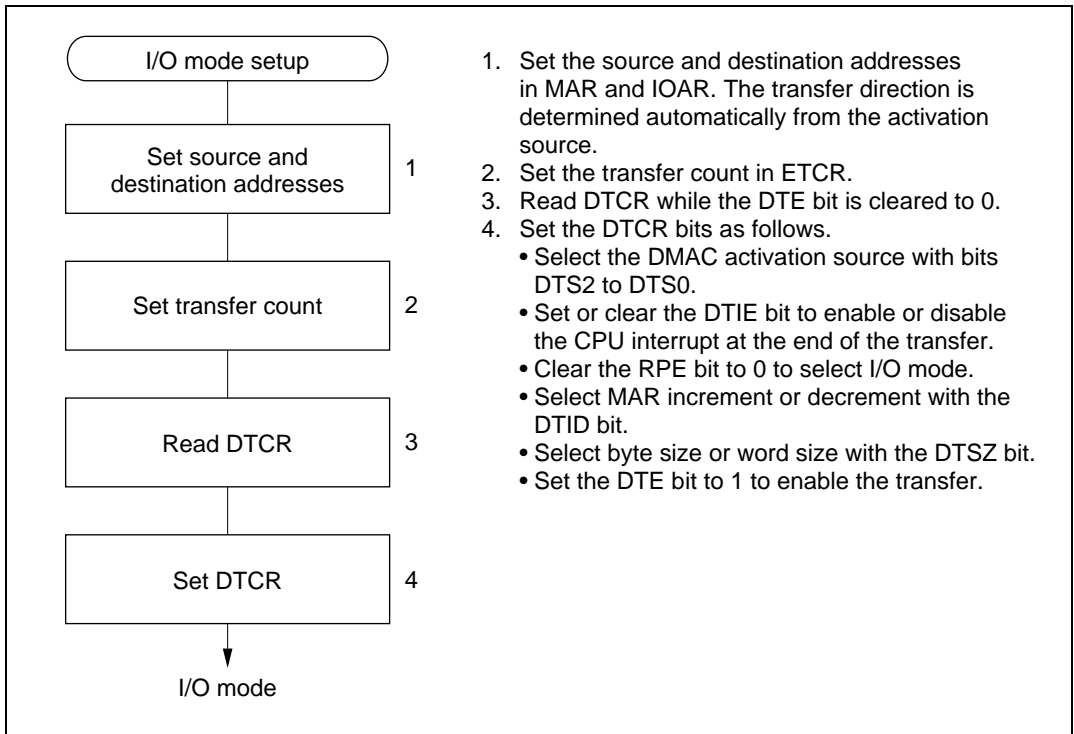 I/O mode setup
Set source and
destination addresses
1
Set transfer count
2
Read DTCR
3
Set DTCR
4
I/O mode
1. Set the source and destination addresses
in MAR and IOAR. The transfer direction is
determined automatically from the activation
source.
2. Set the transfer count in ETCR.
3. Read DTCR while the DTE bit is cleared to 0.
4. Set the DTCR bits as follows.
• Select the DMAC activation source with bits
DTS2 to DTS0.
• Set or clear the DTIE bit to enable or disable
the CPU interrupt at the end of the transfer.
• Clear the RPE bit to 0 to select I/O mode.
• Select MAR increment or decrement with the
DTID bit.
• Select byte size or word size with the DTSZ bit.
• Set the DTE bit to 1 to enable the transfer.